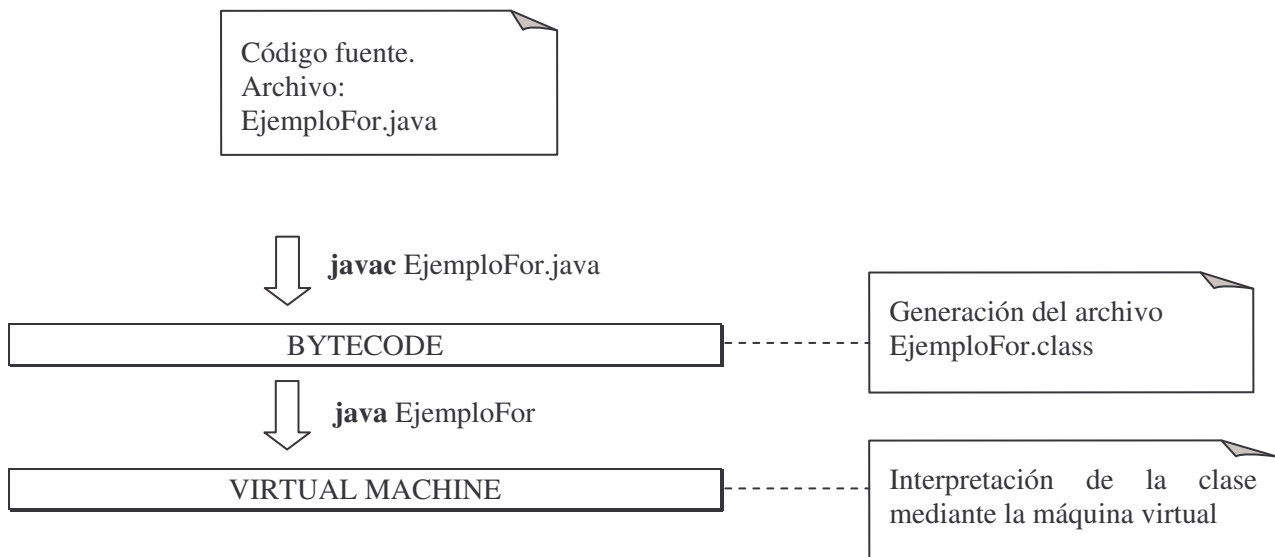 Código fuente.
Archivo:
EjemploFor.java
javac EjemploFor.java
Generación del archivo
EjemploFor.class
BYTECODE
java EjemploFor
Interpretación de la clase
mediante la máquina virtual
VIRTUAL MACHINE